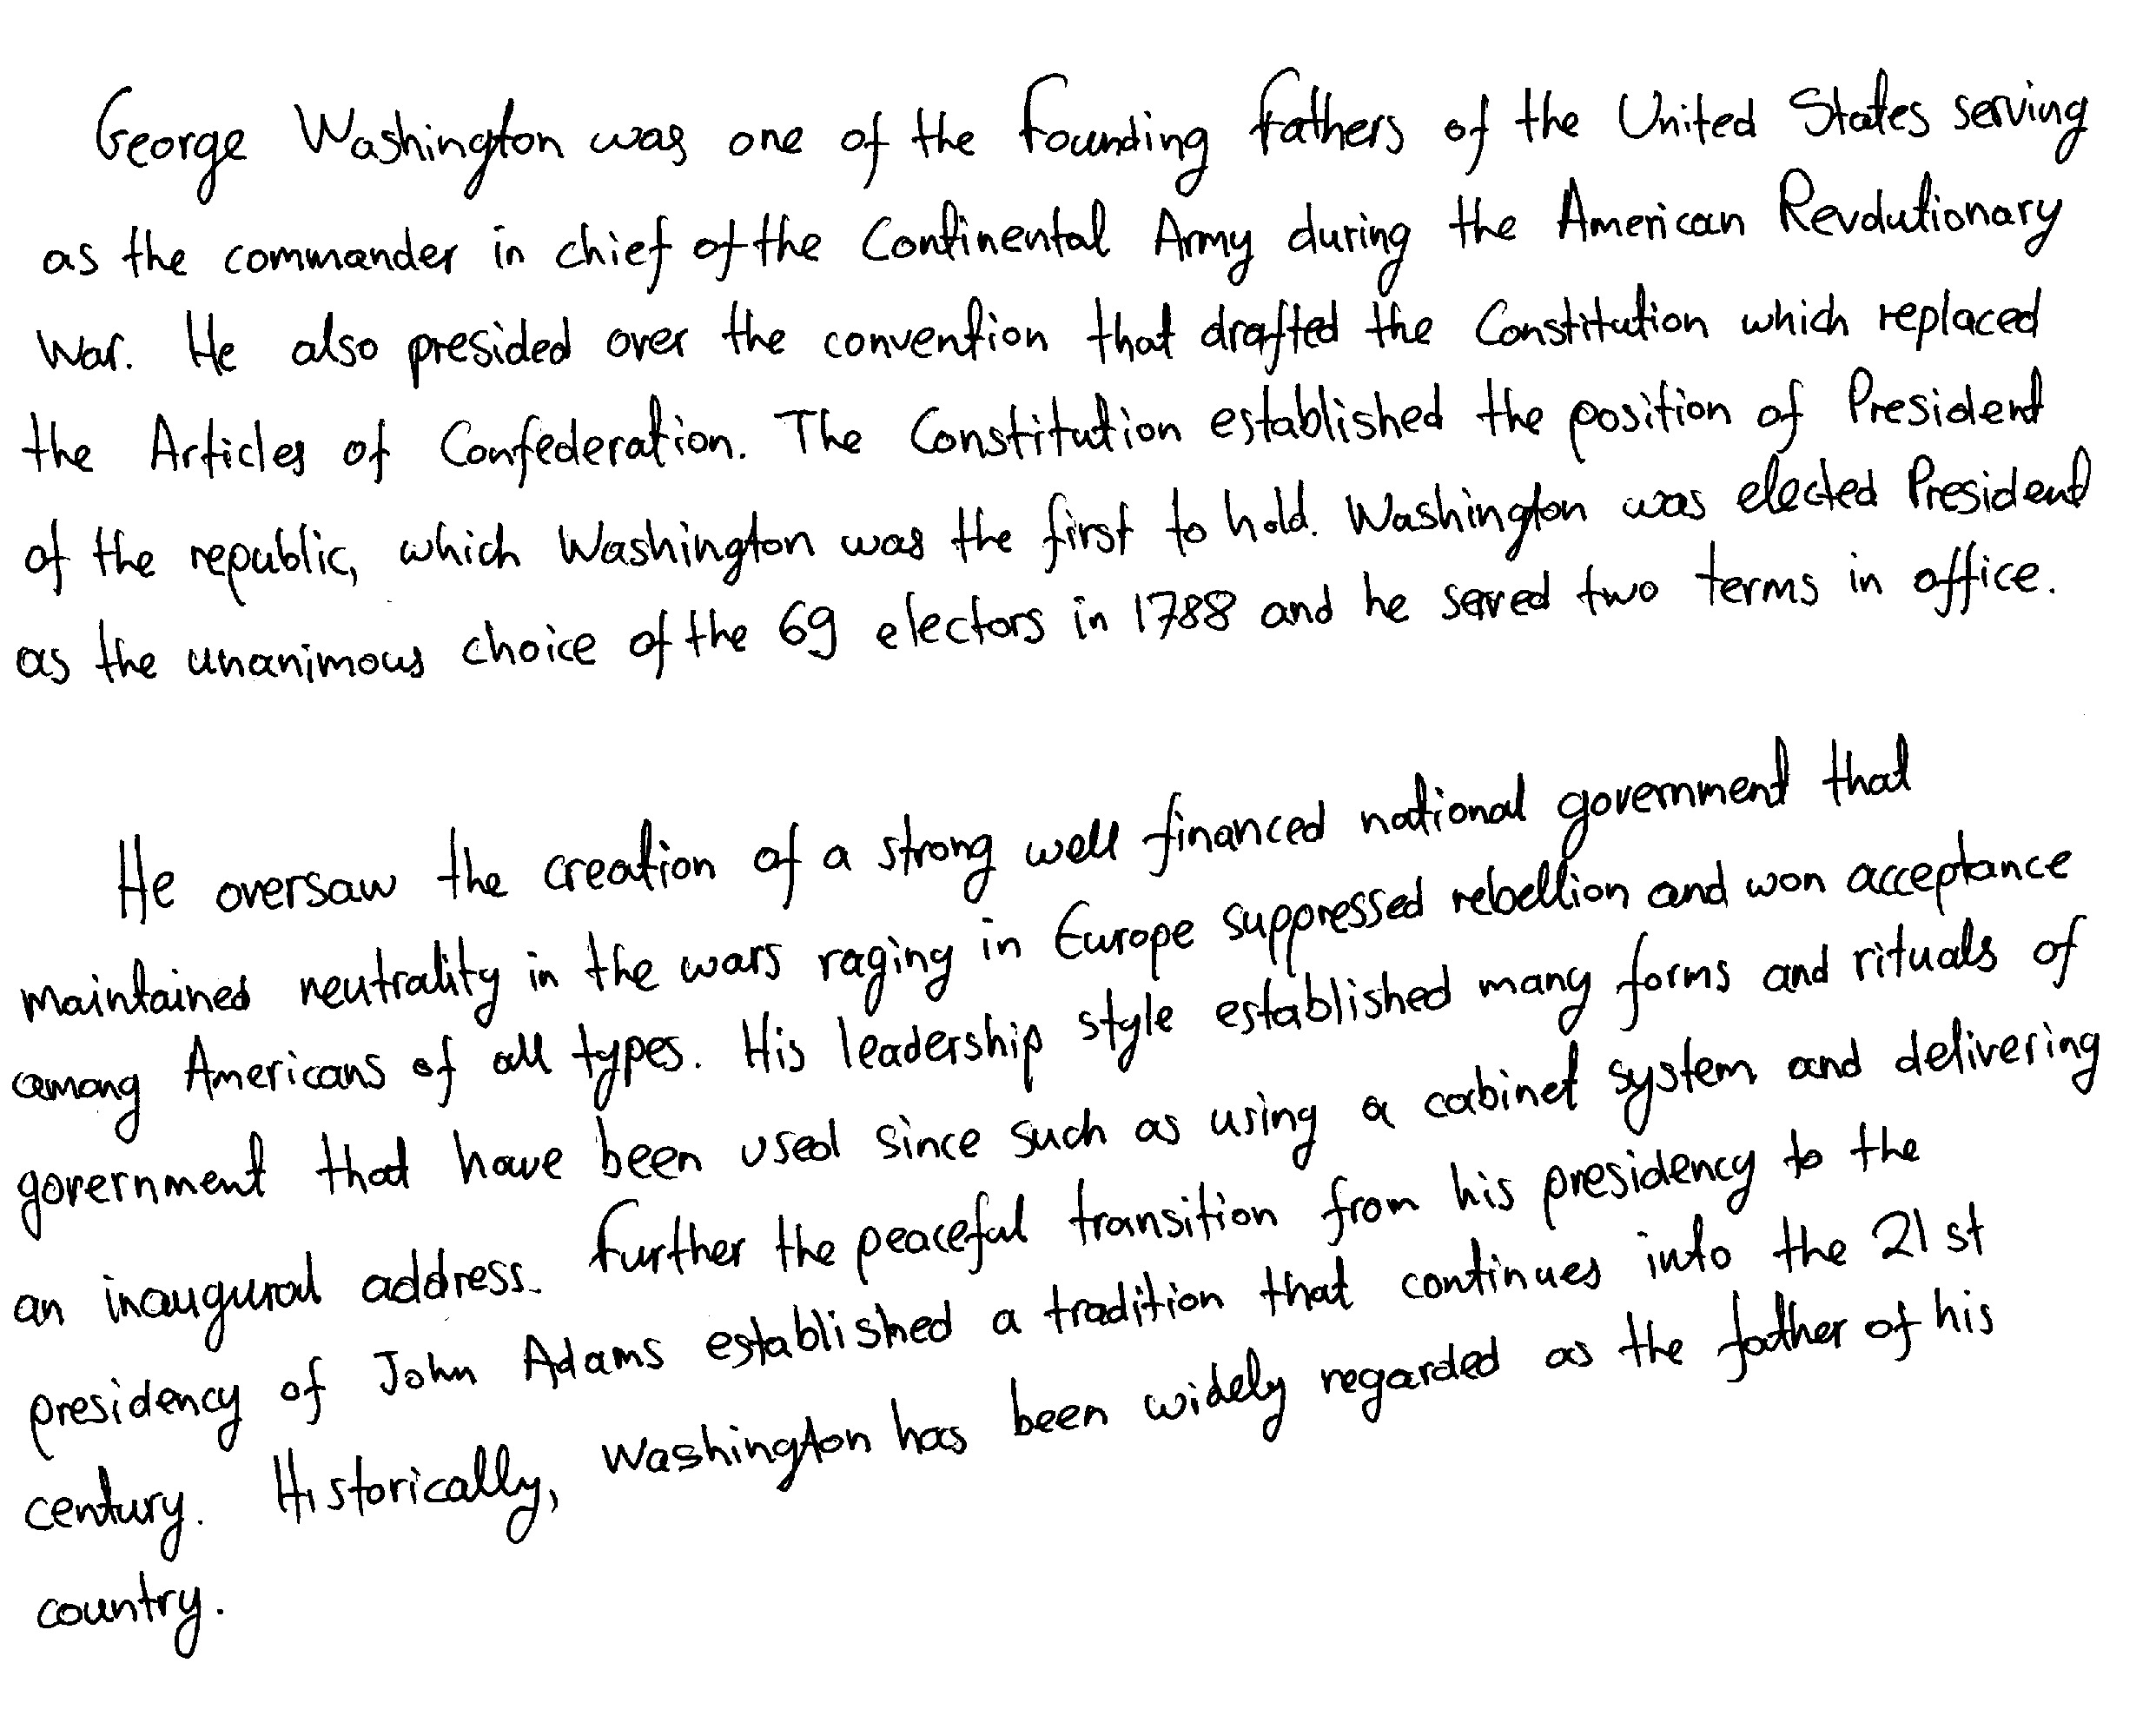 George Washington was one of the Founding Fathers of the United States serving
as the commander in chief of the Continental Army during the American Revolutionary
War. He also presided over the convention that drafted the Constitution which replaced
the Articles of Confederation. The Constitution established the position of President
of the republic, which Washington was the first to hold. Washington was elected President
as the unanimous choice of the 69 electors in 1788 and he served two terms in office.
He oversaw the creation of a strong well financed national government that
maintained neutrality in the wars raging in Europe suppressed rebellion and won acceptance
among Americans of all types. His leadership style established many forms and rituals of
government that have been used since such as using a cabinet system and delivering
an inaugural address. Further the peaceful transition from his presidency to the
presidency of John Adams established a tradition that continues into the 21st
century. Historically, Washington has been widely regarded as the father of his
country.